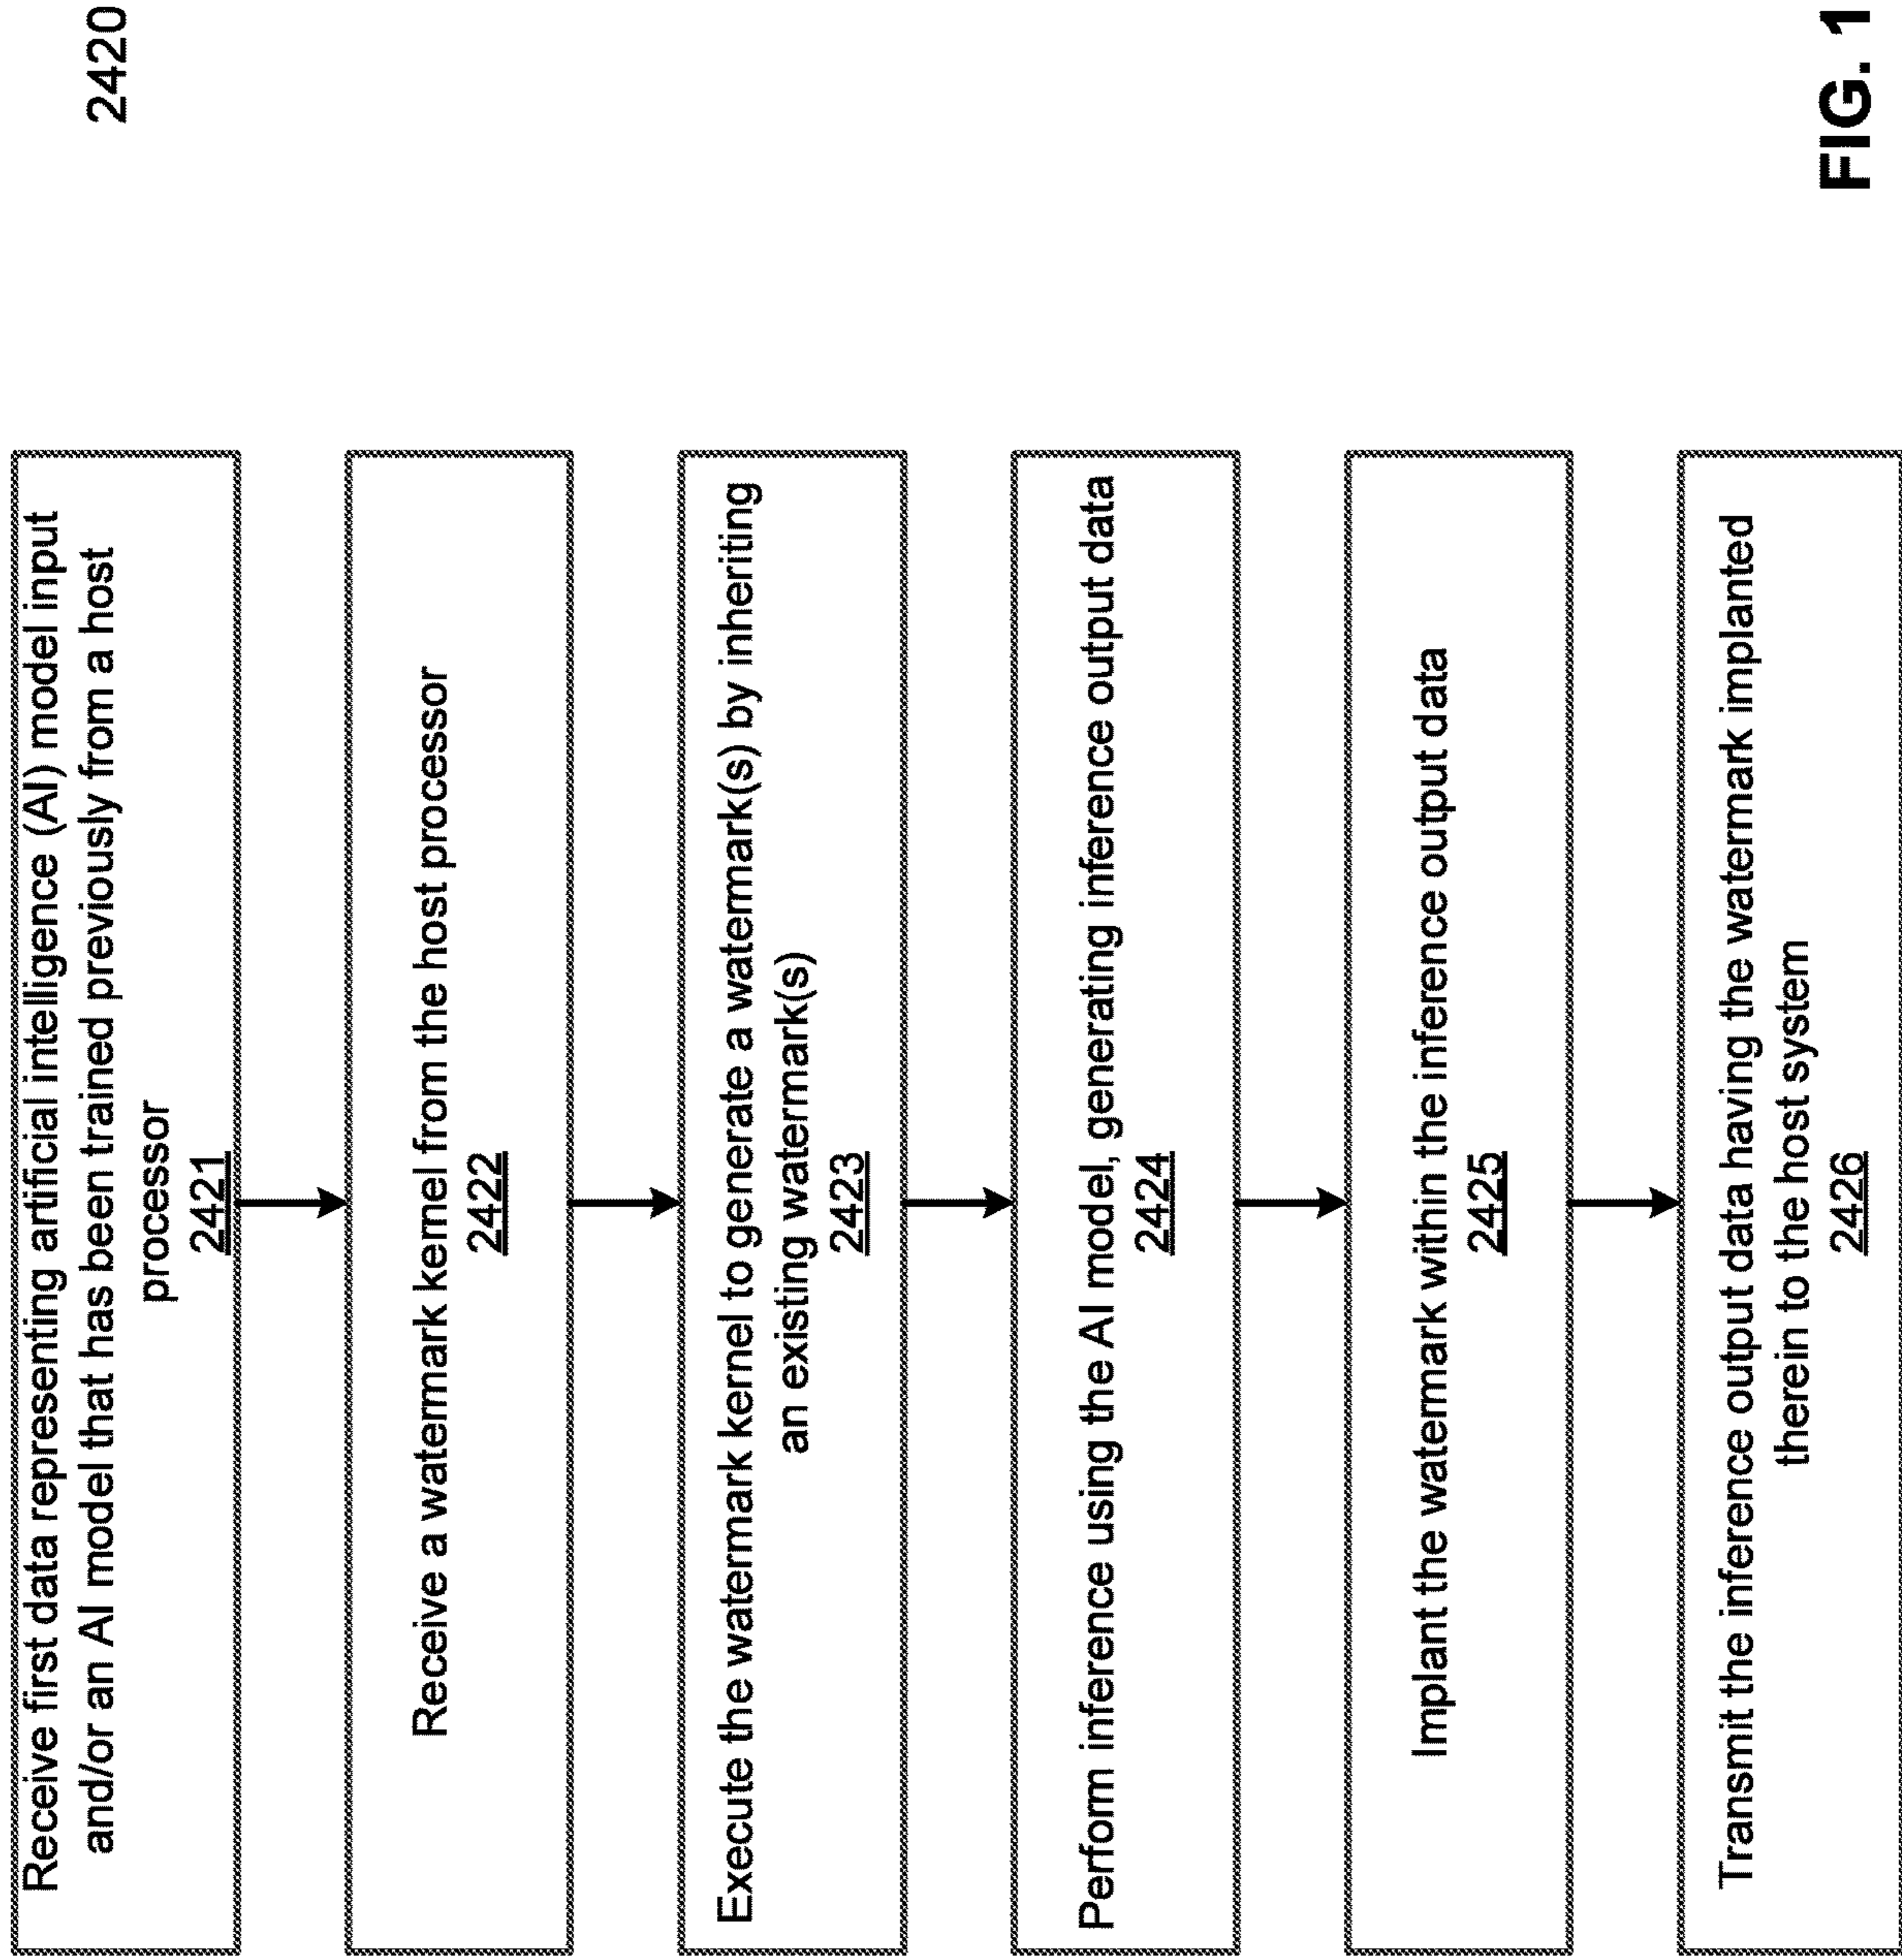 2420
Receive first data representing artificial intelligence (AI) model input
and/or an AI model that has been trained previously from a host
processor
2421
Receive a watermark kernel from the host processor
2422
Execute the watermark kernel to generate a watermark(s) by inheriting
an existing watermark(s)
2423
Perform inference using the AI model, generating inference output data
2424
Implant the watermark within the inference output data
2425
Transmit the inference output data having the watermark implanted
therein to the host system
2426
FIG. 1